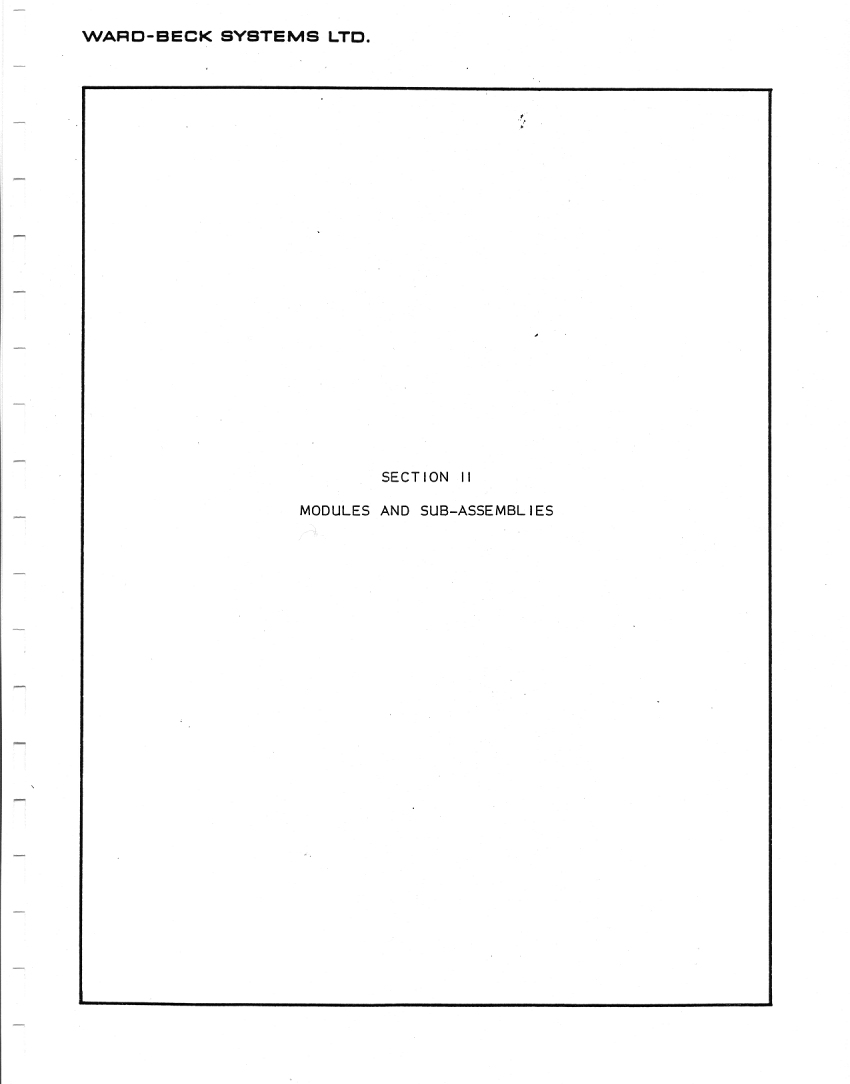 WARD-BECK SYSTEMS LTD.
SECTION II
MODULES AND SUB-ASSEMBLIES